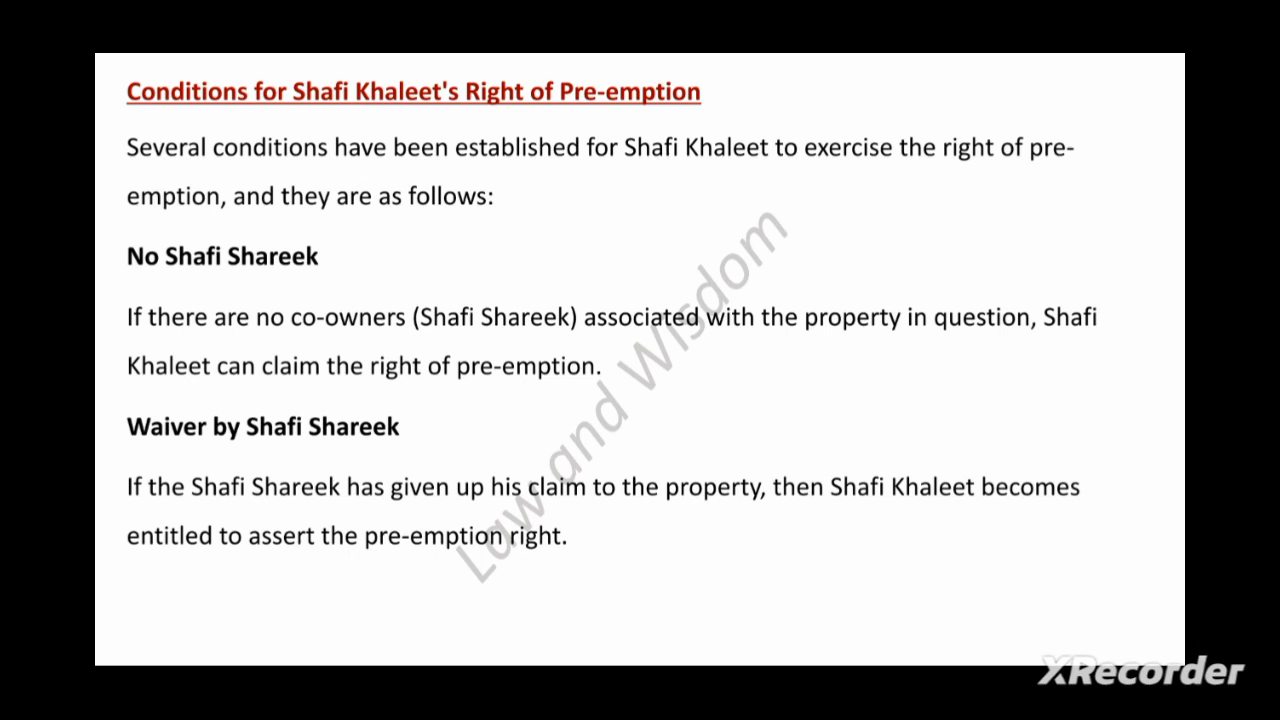 Conditions for Shafi Khaleet's Right of Pre-emption
Several conditions have been established for Shafi Khaleet to exercise the right of pre-
emption, and they are as follows:
No Shafi Shareek
If there are no co-owners (Shafi Shareek) associated with the property in question, Shafi
Khaleet can claim the right of pre-emption.
Waiver by Shafi Shareek
If the Shafi Shareek has given up his claim to the property, then Shafi Khaleet becomes
entitled to assert the pre-emption right.
Law and Wisdom
XRecorder